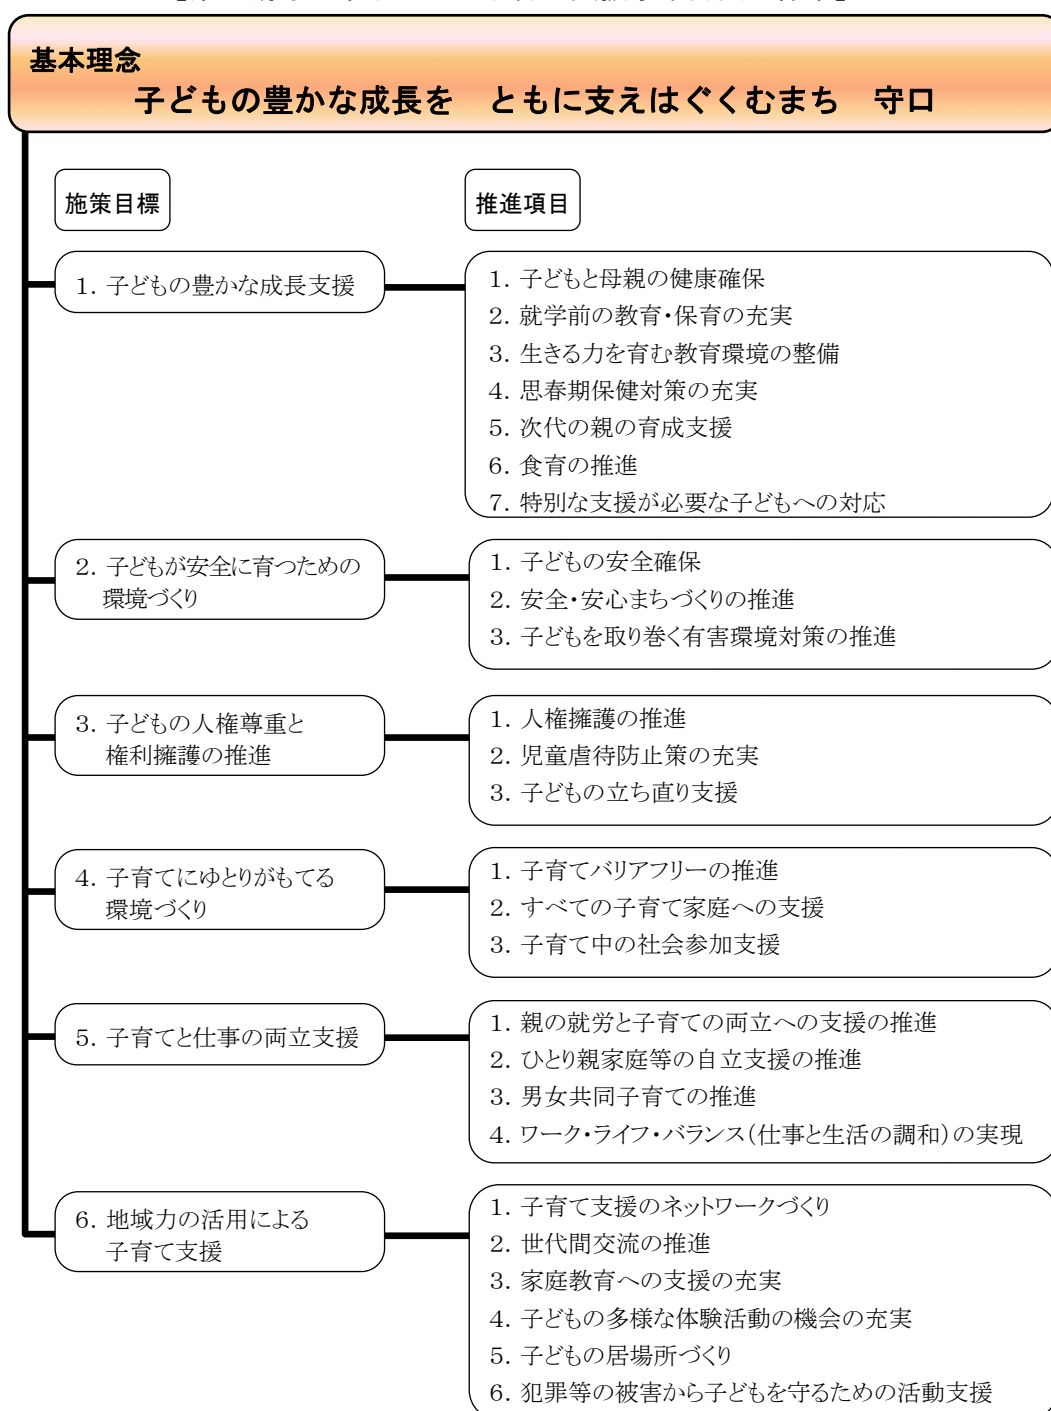 基本理念
子どもの豊かな成長を　ともに支えはぐくむまち　守口
施策目標
推進項目
1. 子どもの豊かな成長支援
1. 子どもと母親の健康確保
2. 就学前の教育・保育の充実
3. 生きる力を育む教育環境の整備
4. 思春期保健対策の充実
5. 次代の親の育成支援
6. 食育の推進
7. 特別な支援が必要な子どもへの対応
2. 子どもが安全に育つための
環境づくり
1. 子どもの安全確保
2. 安全・安心まちづくりの推進
3. 子どもを取り巻く有害環境対策の推進
3. 子どもの人権尊重と
権利擁護の推進
1. 人権擁護の推進
2. 児童虐待防止策の充実
3. 子どもの立ち直り支援
4. 子育てにゆとりがもてる
環境づくり
1. 子育てバリアフリーの推進
2. すべての子育て家庭への支援
3. 子育て中の社会参加支援
5. 子育てと仕事の両立支援
1. 親の就労と子育ての両立への支援の推進
2. ひとり親家庭等の自立支援の推進
3. 男女共同子育ての推進
4. ワーク・ライフ・バランス(仕事と生活の調和)の実現
6. 地域力の活用による
子育て支援
1. 子育て支援のネットワークづくり
2. 世代間交流の推進
3. 家庭教育への支援の充実
4. 子どもの多様な体験活動の機会の充実
5. 子どもの居場所づくり
6. 犯罪等の被害から子どもを守るための活動支援